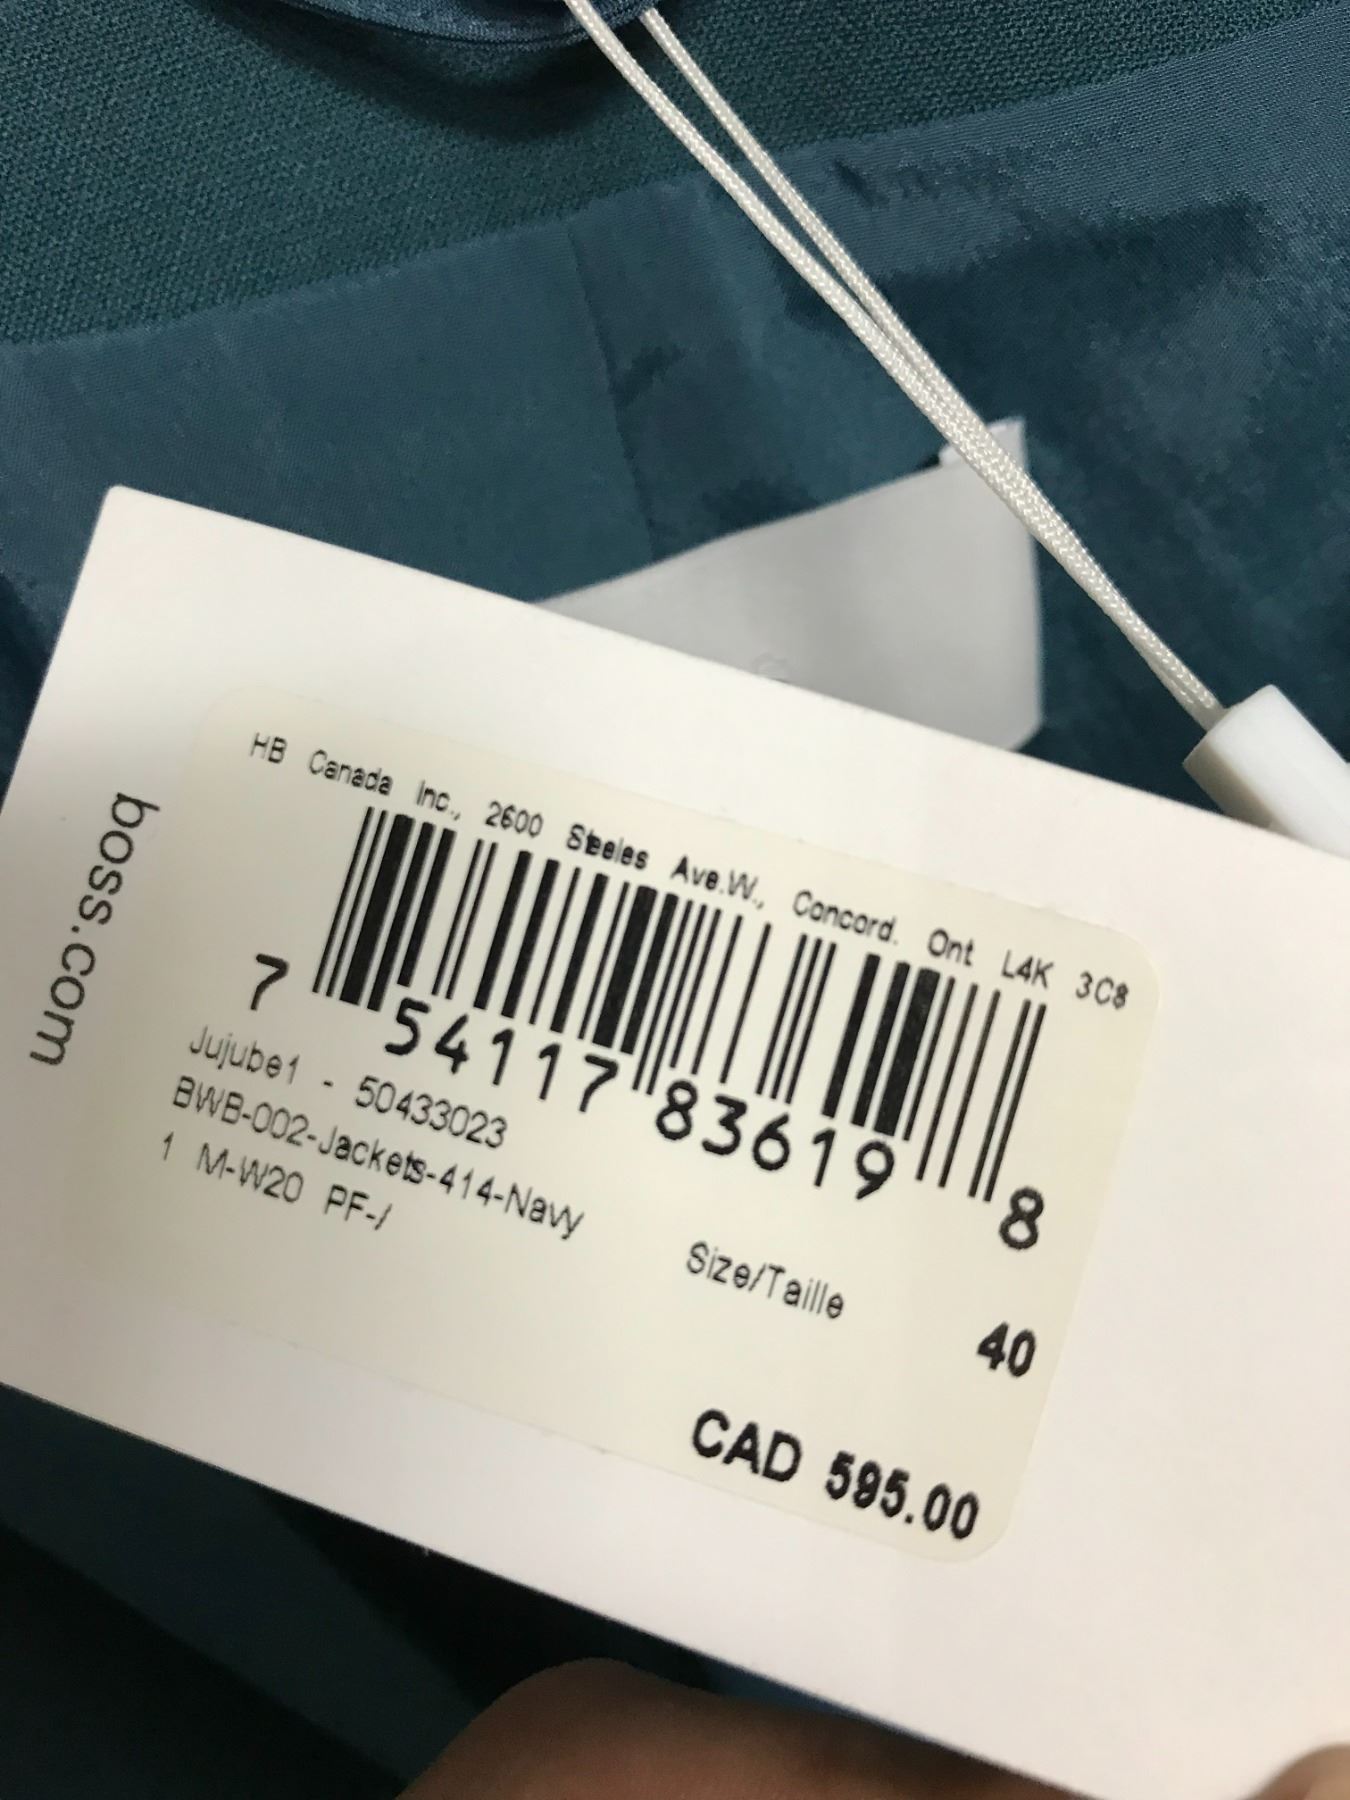 boss.com
HB Canada Inc., 2600 Steeles Ave.W., Concord. Ont L4K 3C8
7 54117 83619 8
Jujube1 - 50433023
BWB-002-Jackets-414-Navy
1 M-W20 PF-/
Size/Taille
40
CAD 595.00